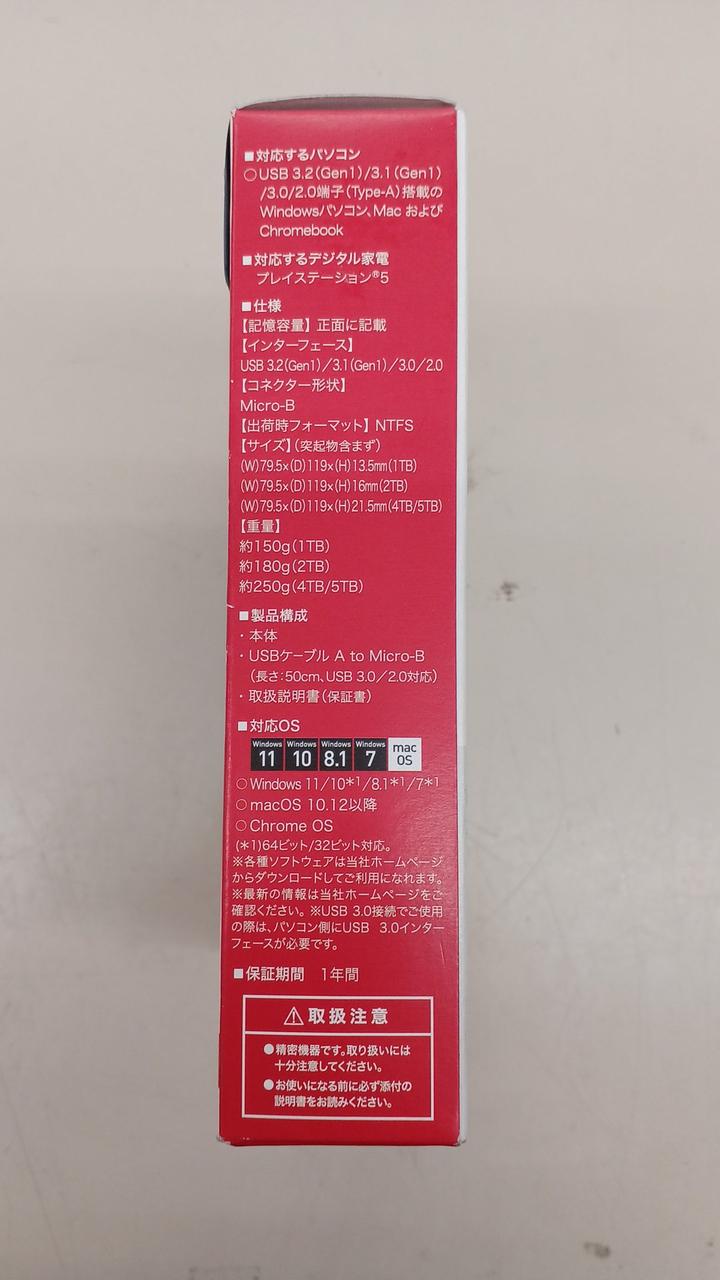 ■対応するパソコン
○USB 3.2(Gen1)/3.1(Gen1)
/3.0/2.0端子(Type-A)搭載の
Windowsパソコン、Mac および
Chromebook
■対応するデジタル家電
プレイステーション®5
■仕様
【記憶容量】正面に記載
【インターフェース】
USB 3.2(Gen1)/3.1(Gen1)/3.0/2.0
【コネクター形状】
Micro-B
【出荷時フォーマット】NTFS
【サイズ】(突起物含まず)
(W)79.5×(D)119×(H)13.5mm(1TB)
(W)79.5×(D)119×(H)16mm(2TB)
(W)79.5×(D)119×(H)21.5mm(4TB/5TB)
【重量】
約150g(1TB)
約180g(2TB)
約250g(4TB/5TB)
■製品構成
・本体
・USBケーブル A to Micro-B
(長さ:50cm、USB 3.0/2.0対応)
・取扱説明書(保証書)
■対応OS
Windows 11 Windows 10 Windows 8.1 Windows 7 mac OS
○Windows 11/10*1/8.1*1/7*1
○macOS 10.12以降
○Chrome OS
(*1)64ビット/32ビット対応。
※各種ソフトウェアは当社ホームページ
からダウンロードしてご利用になれます。
※最新の情報は当社ホームページをご
確認ください。※USB 3.0接続でご使用
の際は、パソコン側にUSB 3.0インター
フェースが必要です。
■保証期間 1年間
⚠取扱注意
●精密機器です。取り扱いには
十分注意してください。
●お使いになる前に必ず添付の
説明書をお読みください。